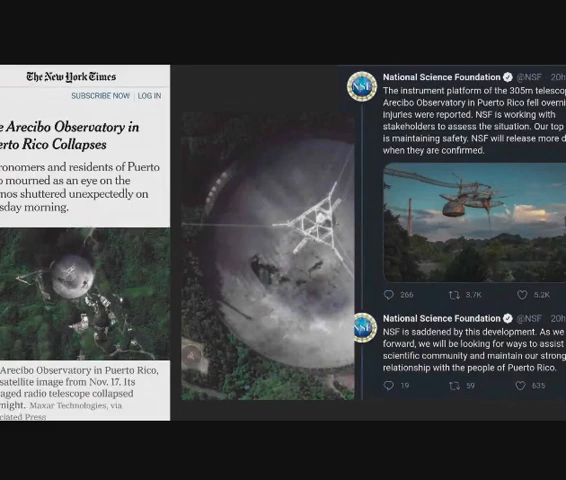 The New York Times
SUBSCRIBE NOW LOG IN
e Arecibo Observatory in
erto Rico Collapses
ronomers and residents of Puerto
o mourned as an eye on the
mos shuttered unexpectedly on
sday morning.
Arecibo Observatory in Puerto Rico,
satellite image from Nov. 17. Its
aged radio telescope collapsed
night. Maxar Technologies, via
ciated Press
National Science Foundation @NSF · 20h
NSF
The instrument platform of the 305m telescop
Arecibo Observatory in Puerto Rico fell overni
injuries were reported. NSF is working with
stakeholders to assess the situation. Our top
is maintaining safety. NSF will release more d
when they are confirmed.
266 3.7K 5.2K
National Science Foundation @NSF · 20h
NSF
NSF is saddened by this development. As we
forward, we will be looking for ways to assist
scientific community and maintain our strong
relationship with the people of Puerto Rico.
19 59 635